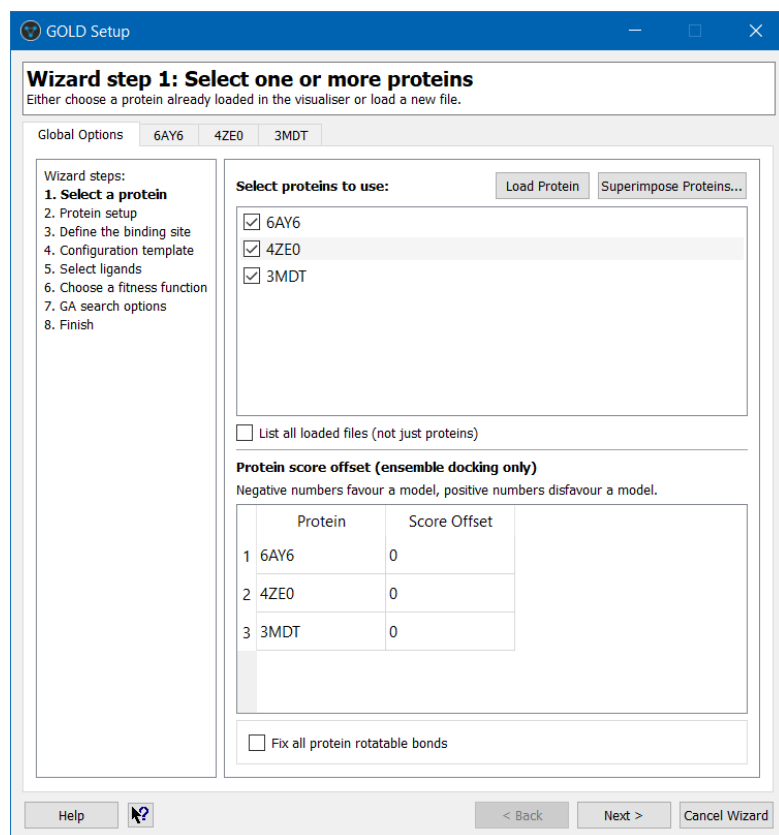 GOLD Setup
Wizard step 1: Select one or more proteins
Either choose a protein already loaded in the visualiser or load a new file.
Global Options 6AY6 4ZE0 3MDT
Wizard steps:
1. Select a protein
2. Protein setup
3. Define the binding site
4. Configuration template
5. Select ligands
6. Choose a fitness function
7. GA search options
8. Finish
Select proteins to use: Load Protein Superimpose Proteins...
6AY6
4ZE0
3MDT
List all loaded files (not just proteins)
Protein score offset (ensemble docking only)
Negative numbers favour a model, positive numbers disfavour a model.
Protein Score Offset
1 6AY6 0
2 4ZE0 0
3 3MDT 0
Fix all protein rotatable bonds
Help ? < Back Next > Cancel Wizard